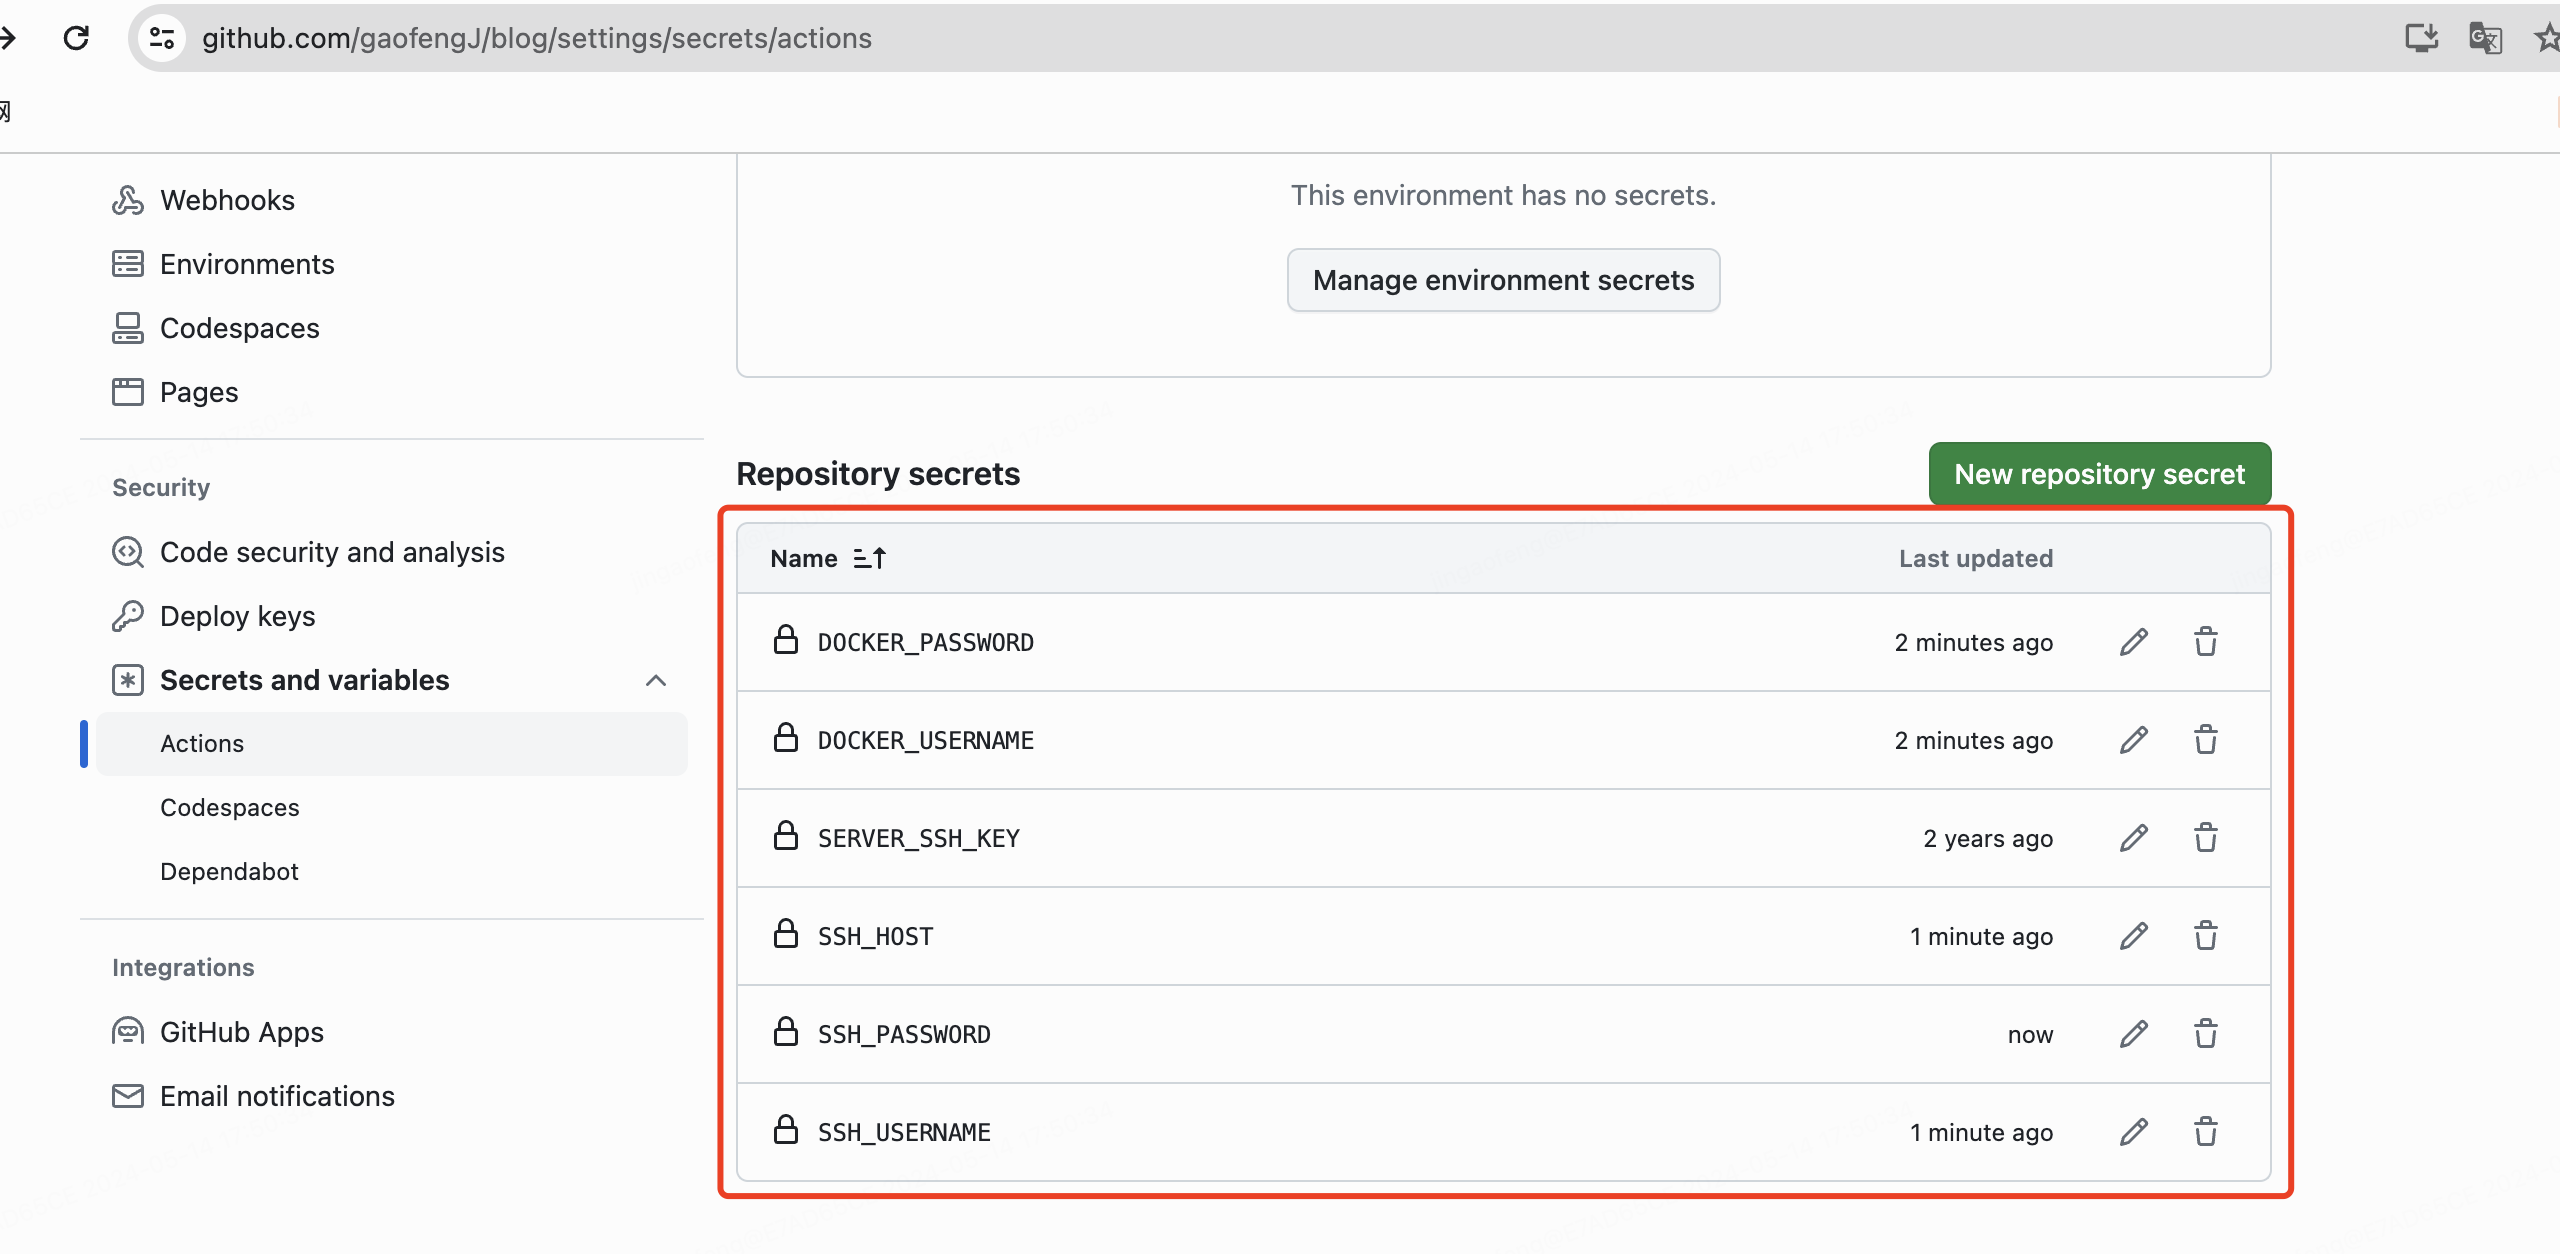 github.com/gaofengJ/blog/settings/secrets/actions
网
Webhooks
Environments
Codespaces
Pages
Security
Code security and analysis
Deploy keys
Secrets and variables
Actions
Codespaces
Dependabot
Integrations
GitHub Apps
Email notifications
This environment has no secrets.
Manage environment secrets
Repository secrets
New repository secret
Name Last updated
DOCKER_PASSWORD 2 minutes ago
DOCKER_USERNAME 2 minutes ago
SERVER_SSH_KEY 2 years ago
SSH_HOST 1 minute ago
SSH_PASSWORD now
SSH_USERNAME 1 minute ago